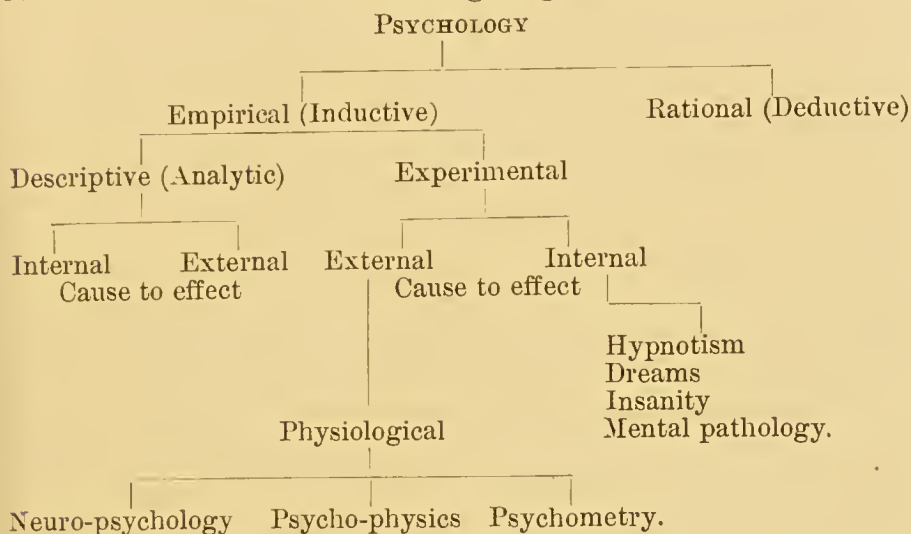 PSYCHOLOGY
Empirical (Inductive) Rational (Deductive)
Descriptive (Analytic) Experimental
Internal External External Internal
Cause to effect Cause to effect
Hypnotism
Dreams
Insanity
Mental pathology.
Physiological
Neuro-psychology Psycho-physics Psychometry.